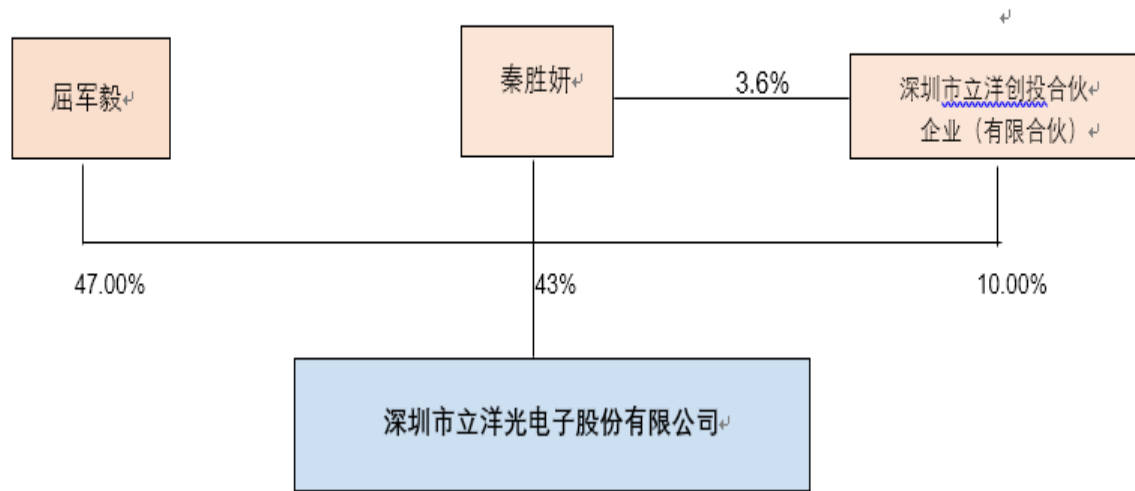 屈军毅
秦胜妍
3.6%
深圳市立洋创投合伙
企业（有限合伙）
47.00%
43%
10.00%
深圳市立洋光电子股份有限公司